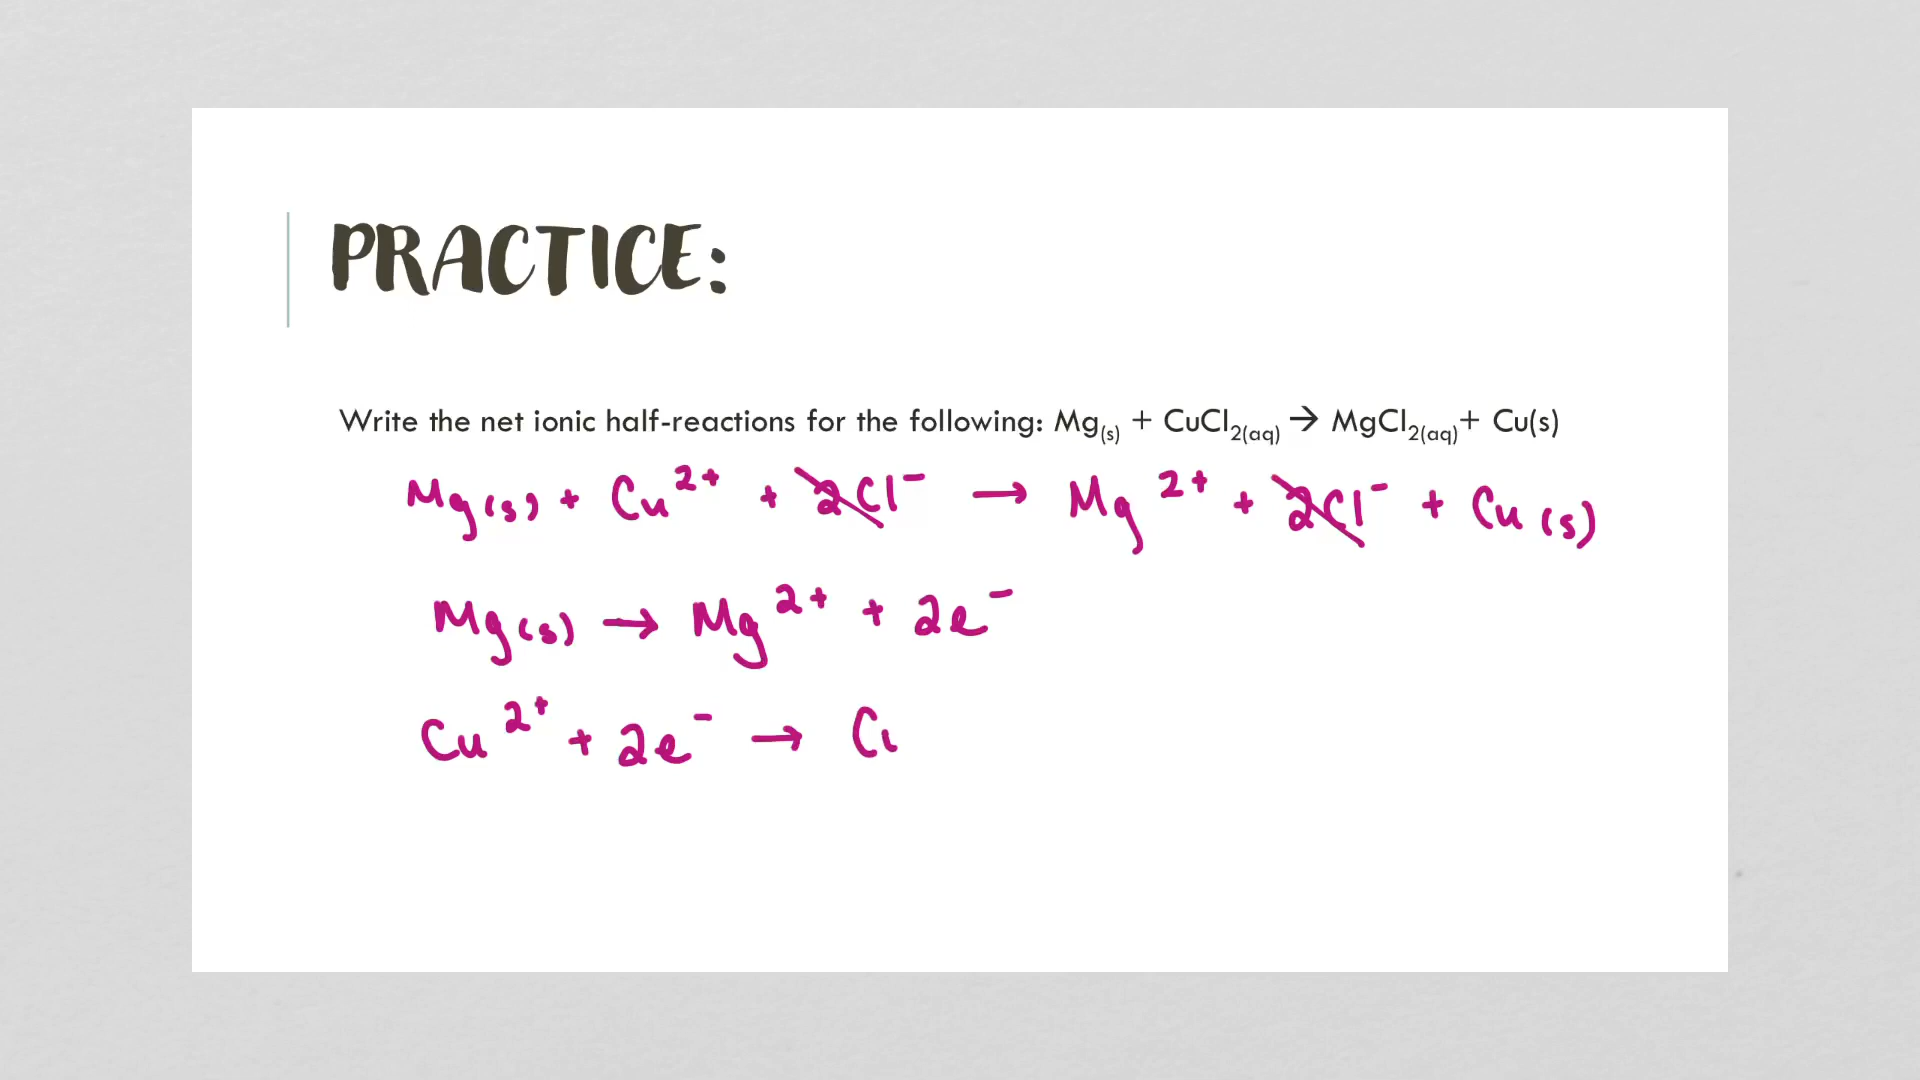 PRACTICE:
Write the net ionic half-reactions for the following: Mg(s) + CuCl2(aq) → MgCl2(aq)+ Cu(s)
Mg(s) + Cu²⁺ + 2Cl⁻ → Mg²⁺ + 2Cl⁻ + Cu(s)
Mg(s) → Mg²⁺ + 2e⁻
Cu²⁺ + 2e⁻ → C